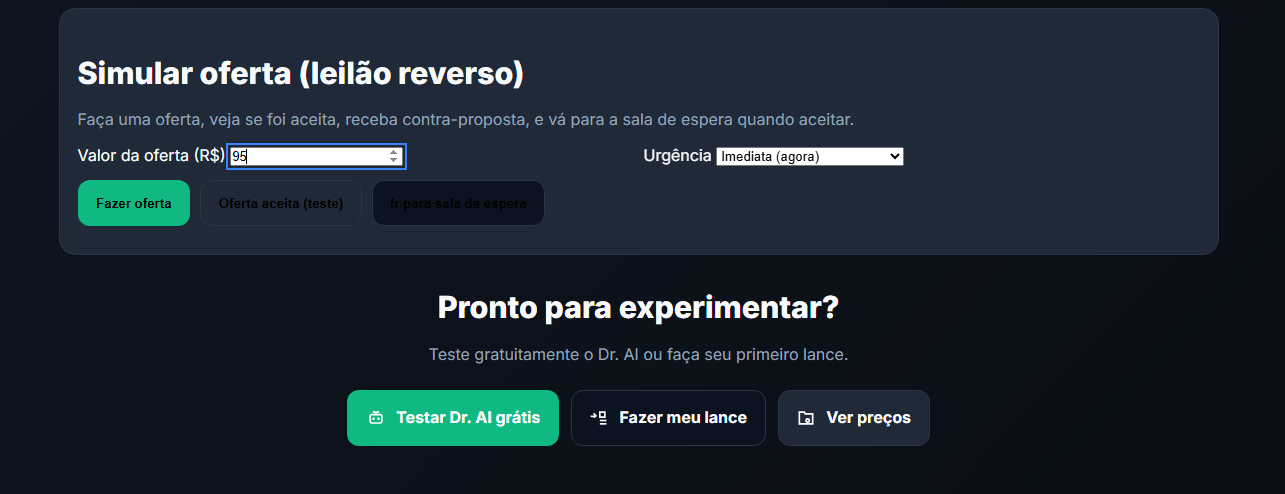 Simular oferta (leilão reverso)
Faça uma oferta, veja se foi aceita, receba contra-proposta, e vá para a sala de espera quando aceitar.
Valor da oferta (R$) 95 Urgência Imediata (agora)
Fazer oferta Oferta aceita (teste) Ir para sala de espera
Pronto para experimentar?
Teste gratuitamente o Dr. AI ou faça seu primeiro lance.
Testar Dr. AI grátis Fazer meu lance Ver preços